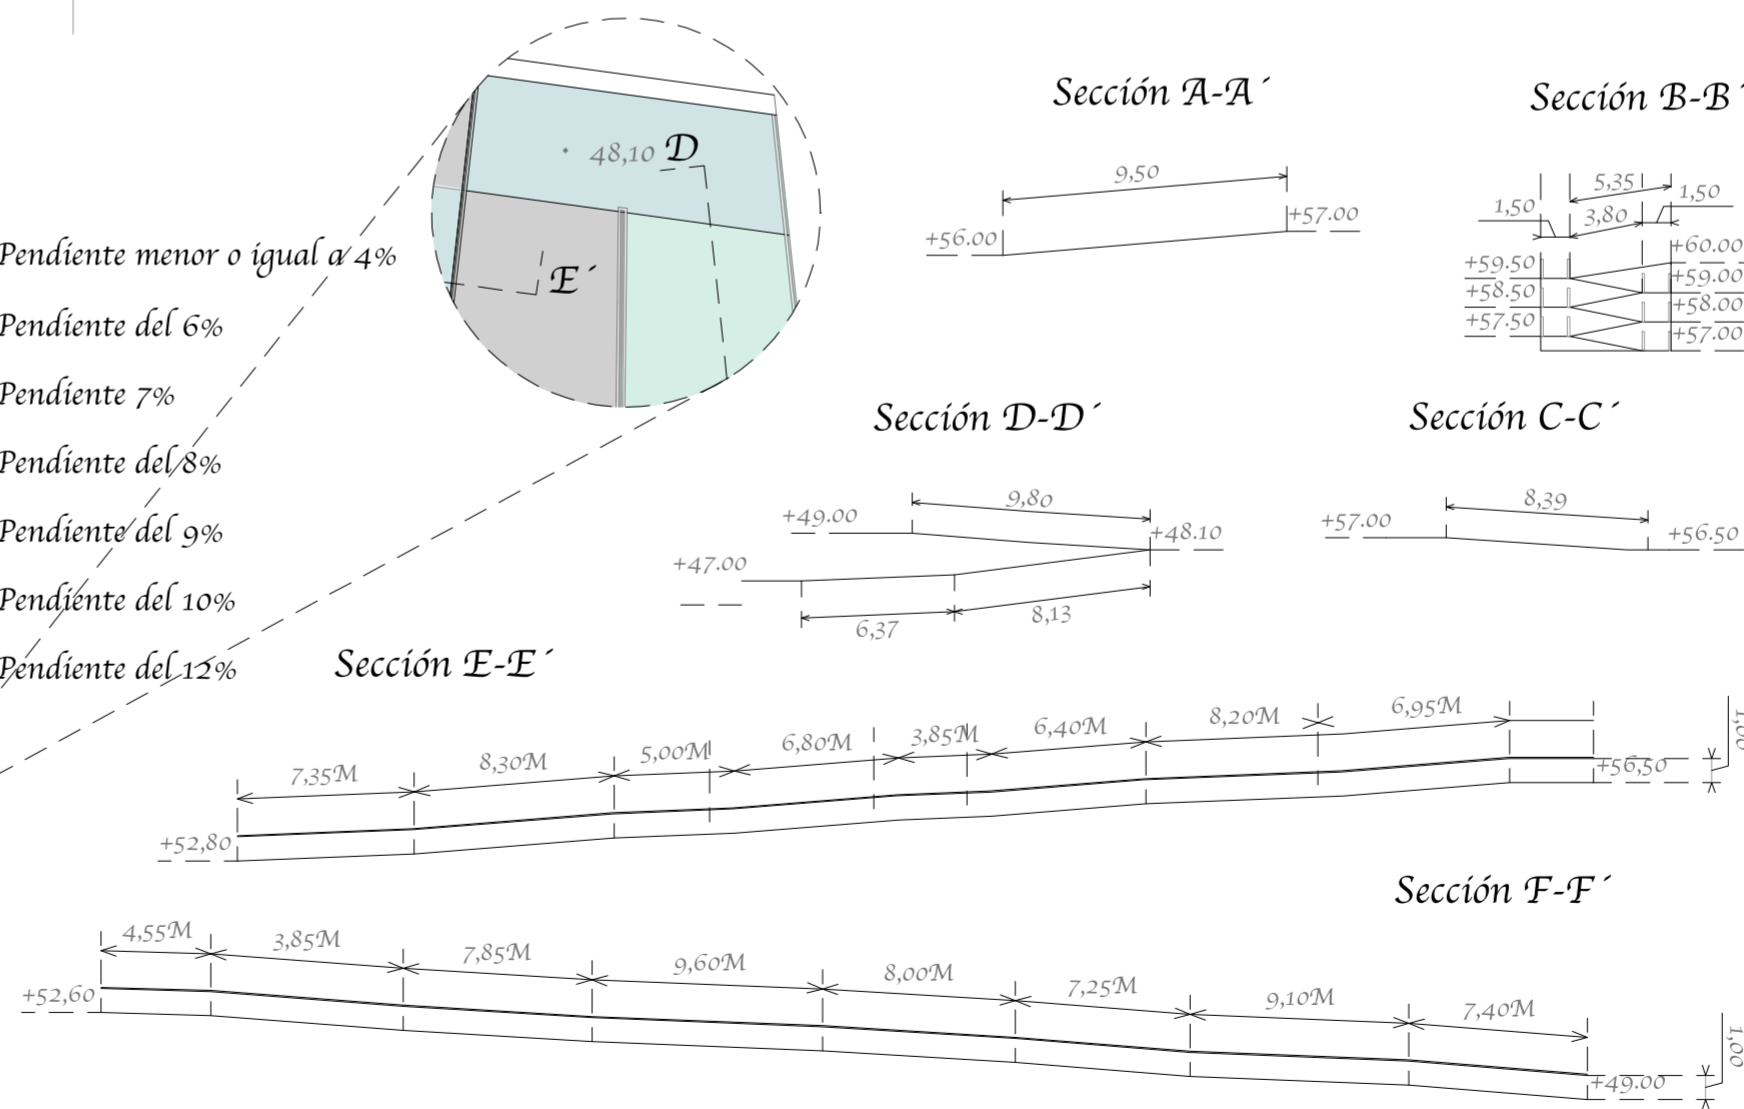 Sección A-A´
Sección B-B´
48,10 D
E´
Pendiente menor o igual a 4%
Pendiente del 6%
Pendiente 7%
Pendiente del 8%
Pendiente del 9%
Pendiente del 10%
Pendiente del 12%
9,50
+56.00
+57.00
5,35
1,50
3,80
1,50
+60.00
+59.50
+59.00
+58.50
+58.00
+57.50
+57.00
Sección D-D´
Sección C-C´
9,80
+49.00
+48.10
+47.00
6,37
8,13
8,39
+57.00
+56.50
Sección E-E´
7,35M
8,30M
5,00M
6,80M
3,85M
6,40M
8,20M
6,95M
+52,80
+56,50
1,00
Sección F-F´
4,55M
3,85M
7,85M
9,60M
8,00M
7,25M
9,10M
7,40M
+52,60
+49.00
1,00